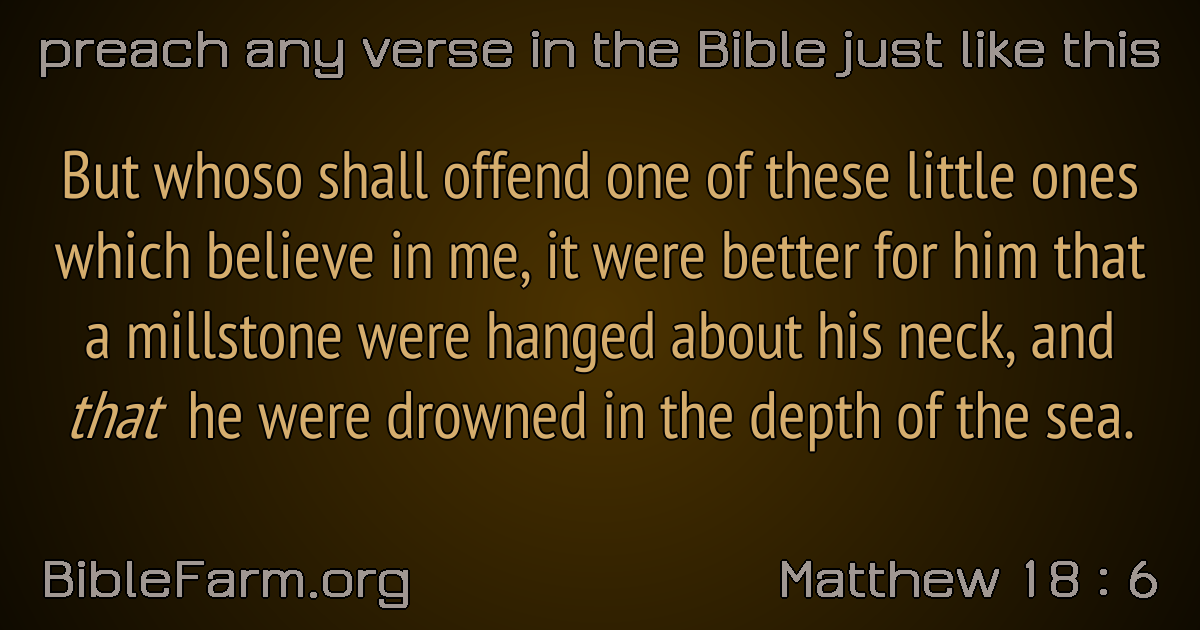 preach any verse in the Bible just like this
But whoso shall offend one of these little ones
which believe in me, it were better for him that
a millstone were hanged about his neck, and
that he were drowned in the depth of the sea.
BibleFarm.org
Matthew 18 : 6